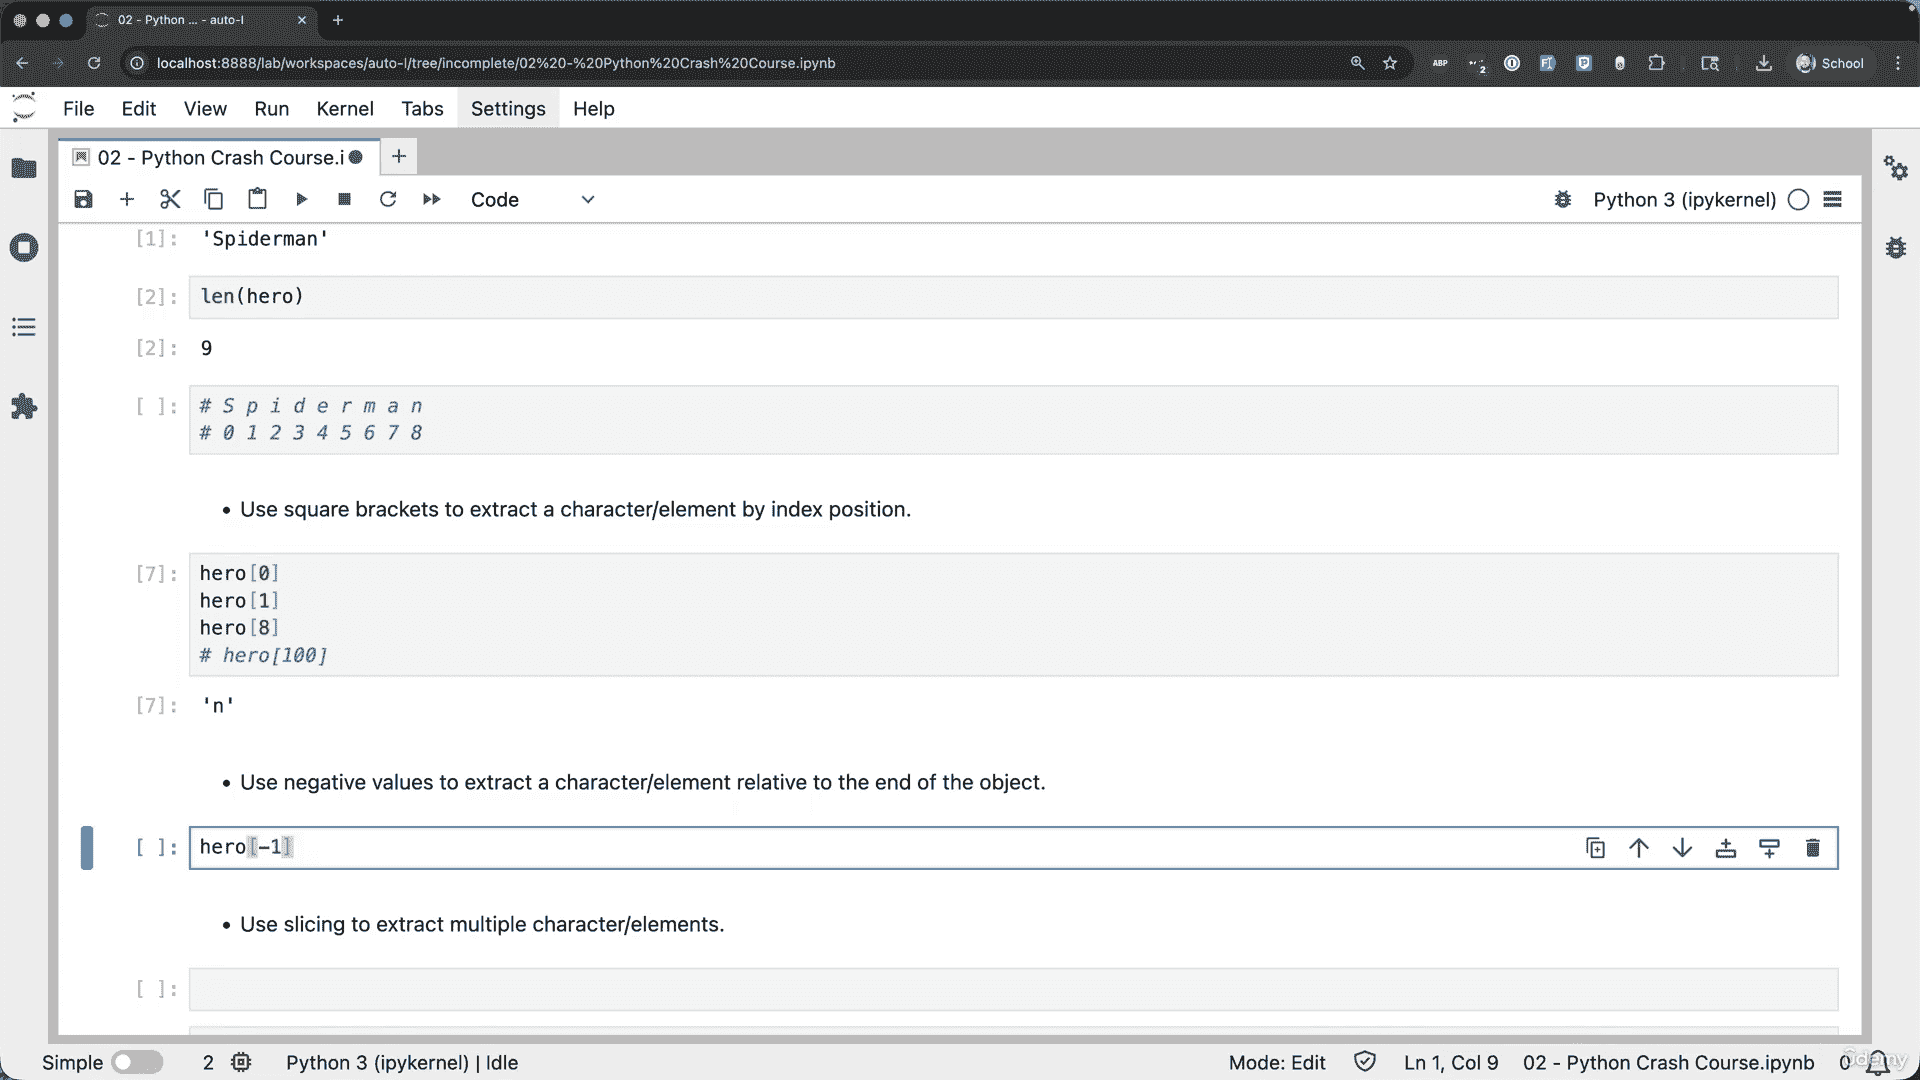 02 - Python ... - auto-l
localhost:8888/lab/workspaces/auto-l/tree/incomplete/02%20-%20Python%20Crash%20Course.ipynb
ABP
2
School
File Edit View Run Kernel Tabs Settings Help
02 - Python Crash Course.i
Code
Python 3 (ipykernel)
[1]: 'Spiderman'
[2]: len(hero)
[2]: 9
[ ]: # S p i d e r m a n
# 0 1 2 3 4 5 6 7 8
• Use square brackets to extract a character/element by index position.
[7]: hero[0]
hero[1]
hero[8]
# hero[100]
[7]: 'n'
• Use negative values to extract a character/element relative to the end of the object.
[ ]: hero[-1]
• Use slicing to extract multiple character/elements.
[ ]:
Simple 2 Python 3 (ipykernel) | Idle Mode: Edit Ln 1, Col 9 02 - Python Crash Course.ipynb 0
udemy